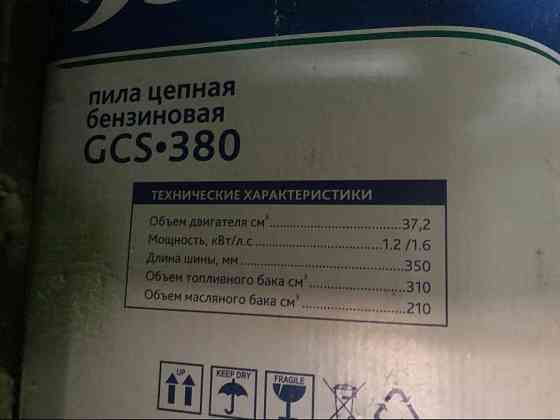 пила цепная
бензиновая
GCS•380
ТЕХНИЧЕСКИЕ ХАРАКТЕРИСТИКИ
Объем двигателя см³......................37,2
Мощность, кВт/л.с......................1.2 /1.6
Длина шины, мм.............................350
Объем топливного бака см³................310
Объем масляного бака см³.................210
UP
KEEP DRY
FRAGILE